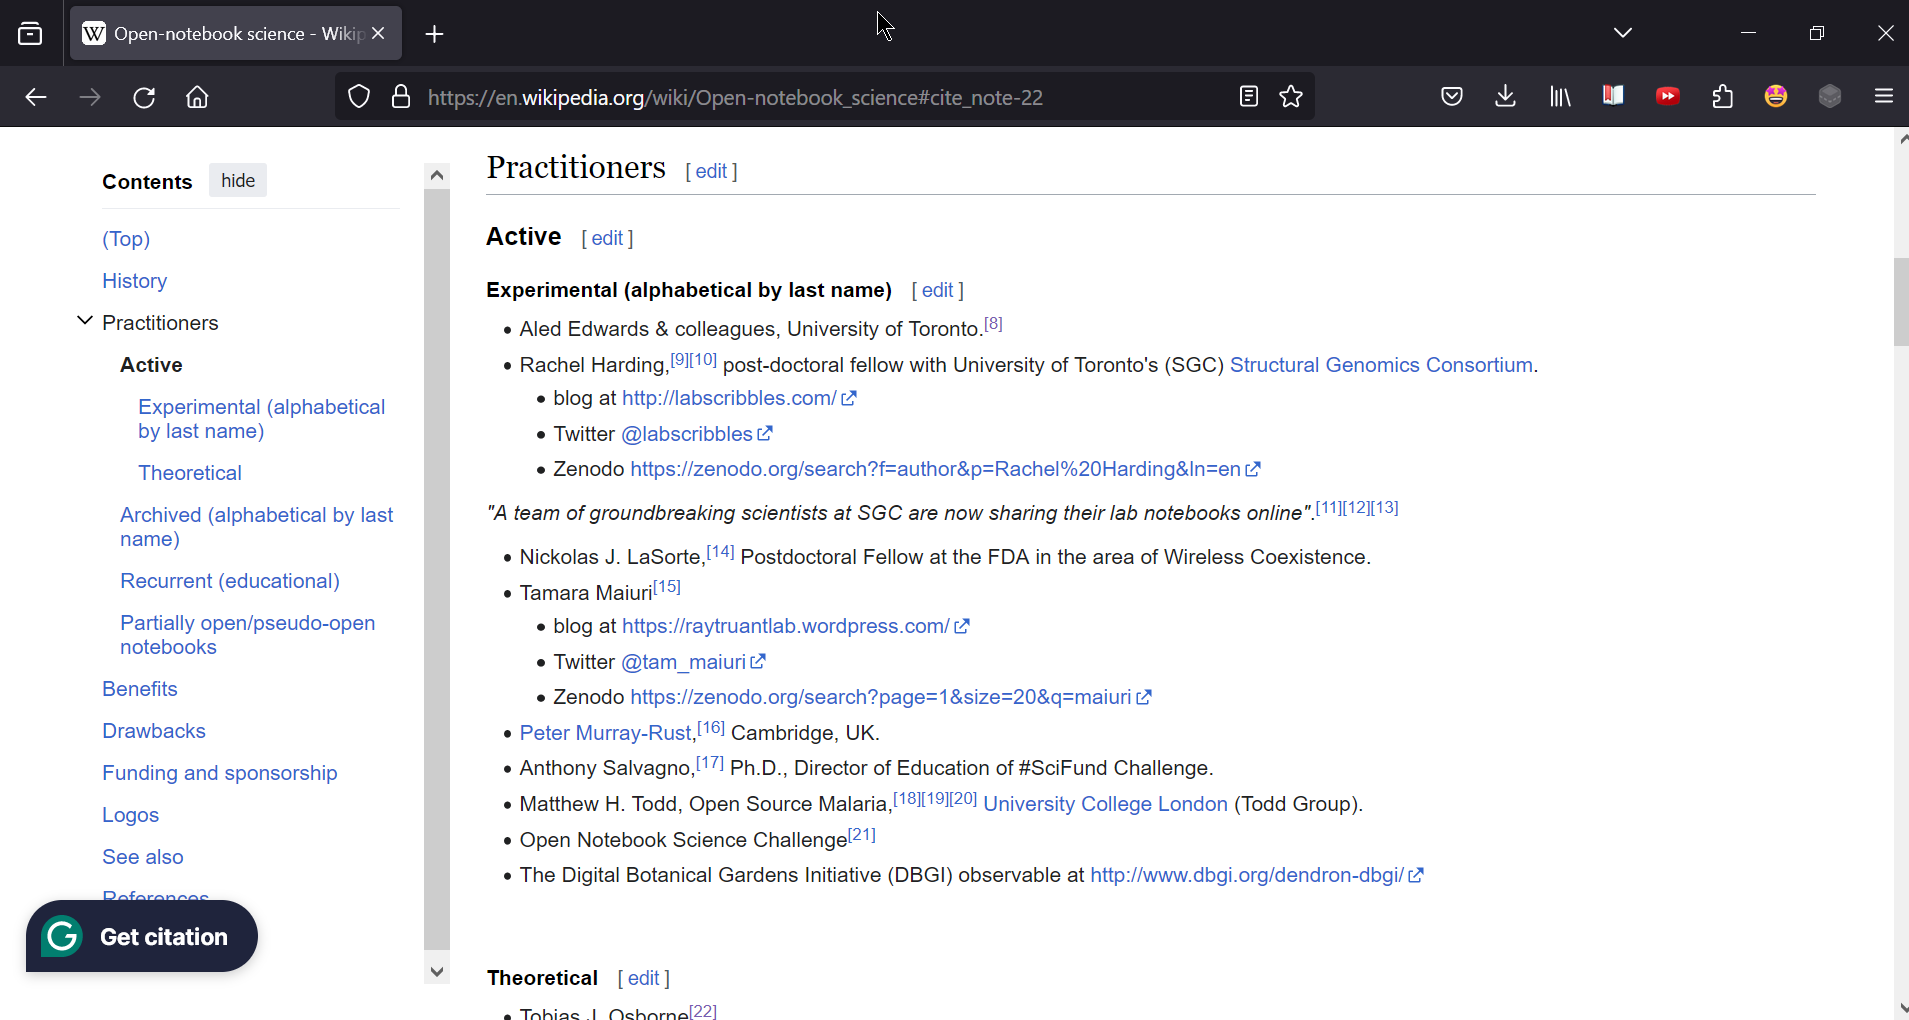 Open-notebook science - Wikip
https://en.wikipedia.org/wiki/Open-notebook_science#cite_note-22
Contents hide
(Top)
History
Practitioners
Active
Experimental (alphabetical
by last name)
Theoretical
Archived (alphabetical by last
name)
Recurrent (educational)
Partially open/pseudo-open
notebooks
Benefits
Drawbacks
Funding and sponsorship
Logos
See also
References
Get citation
Practitioners [ edit ]
Active [ edit ]
Experimental (alphabetical by last name) [ edit ]
• Aled Edwards & colleagues, University of Toronto.[8]
• Rachel Harding,[9][10] post-doctoral fellow with University of Toronto's (SGC) Structural Genomics Consortium.
• blog at http://labscribbles.com/
• Twitter @labscribbles
• Zenodo https://zenodo.org/search?f=author&p=Rachel%20Harding&ln=en
"A team of groundbreaking scientists at SGC are now sharing their lab notebooks online".[11][12][13]
• Nickolas J. LaSorte,[14] Postdoctoral Fellow at the FDA in the area of Wireless Coexistence.
• Tamara Maiuri[15]
• blog at https://raytruantlab.wordpress.com/
• Twitter @tam_maiuri
• Zenodo https://zenodo.org/search?page=1&size=20&q=maiuri
• Peter Murray-Rust,[16] Cambridge, UK.
• Anthony Salvagno,[17] Ph.D., Director of Education of #SciFund Challenge.
• Matthew H. Todd, Open Source Malaria,[18][19][20] University College London (Todd Group).
• Open Notebook Science Challenge[21]
• The Digital Botanical Gardens Initiative (DBGI) observable at http://www.dbgi.org/dendron-dbgi/
Theoretical [ edit ]
• Tobias J. Osborne[22]